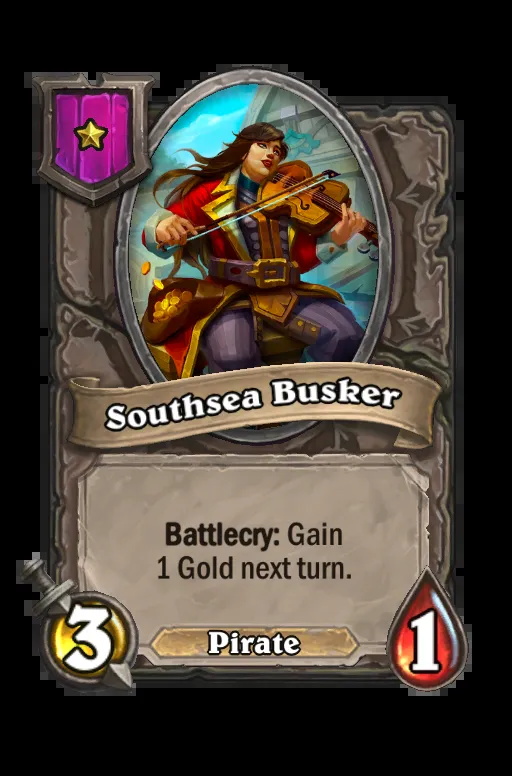 Southsea Busker
Battlecry: Gain
1 Gold next turn.
3
Pirate
1